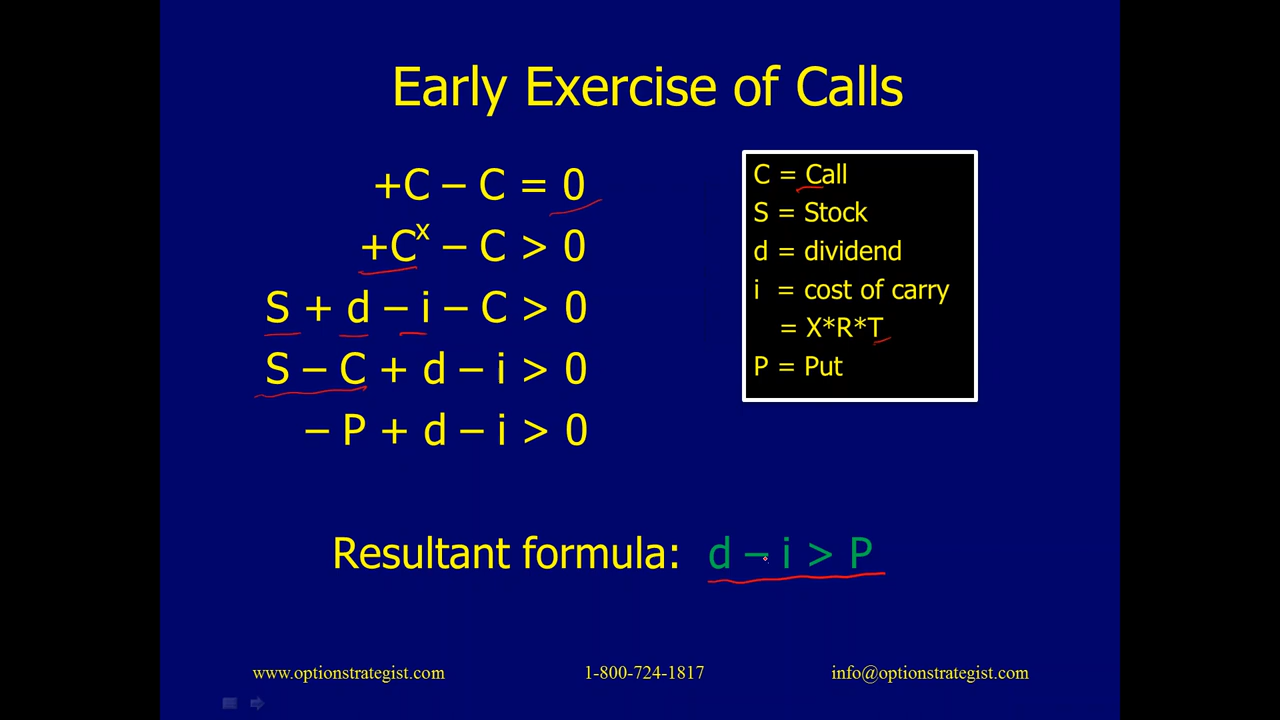 Early Exercise of Calls
+C – C = 0
+Cˣ – C > 0
S + d – i – C > 0
S – C + d – i > 0
– P + d – i > 0
C = Call
S = Stock
d = dividend
i = cost of carry
= X*R*T
P = Put
Resultant formula: d – i > P
www.optionstrategist.com 1-800-724-1817 info@optionstrategist.com